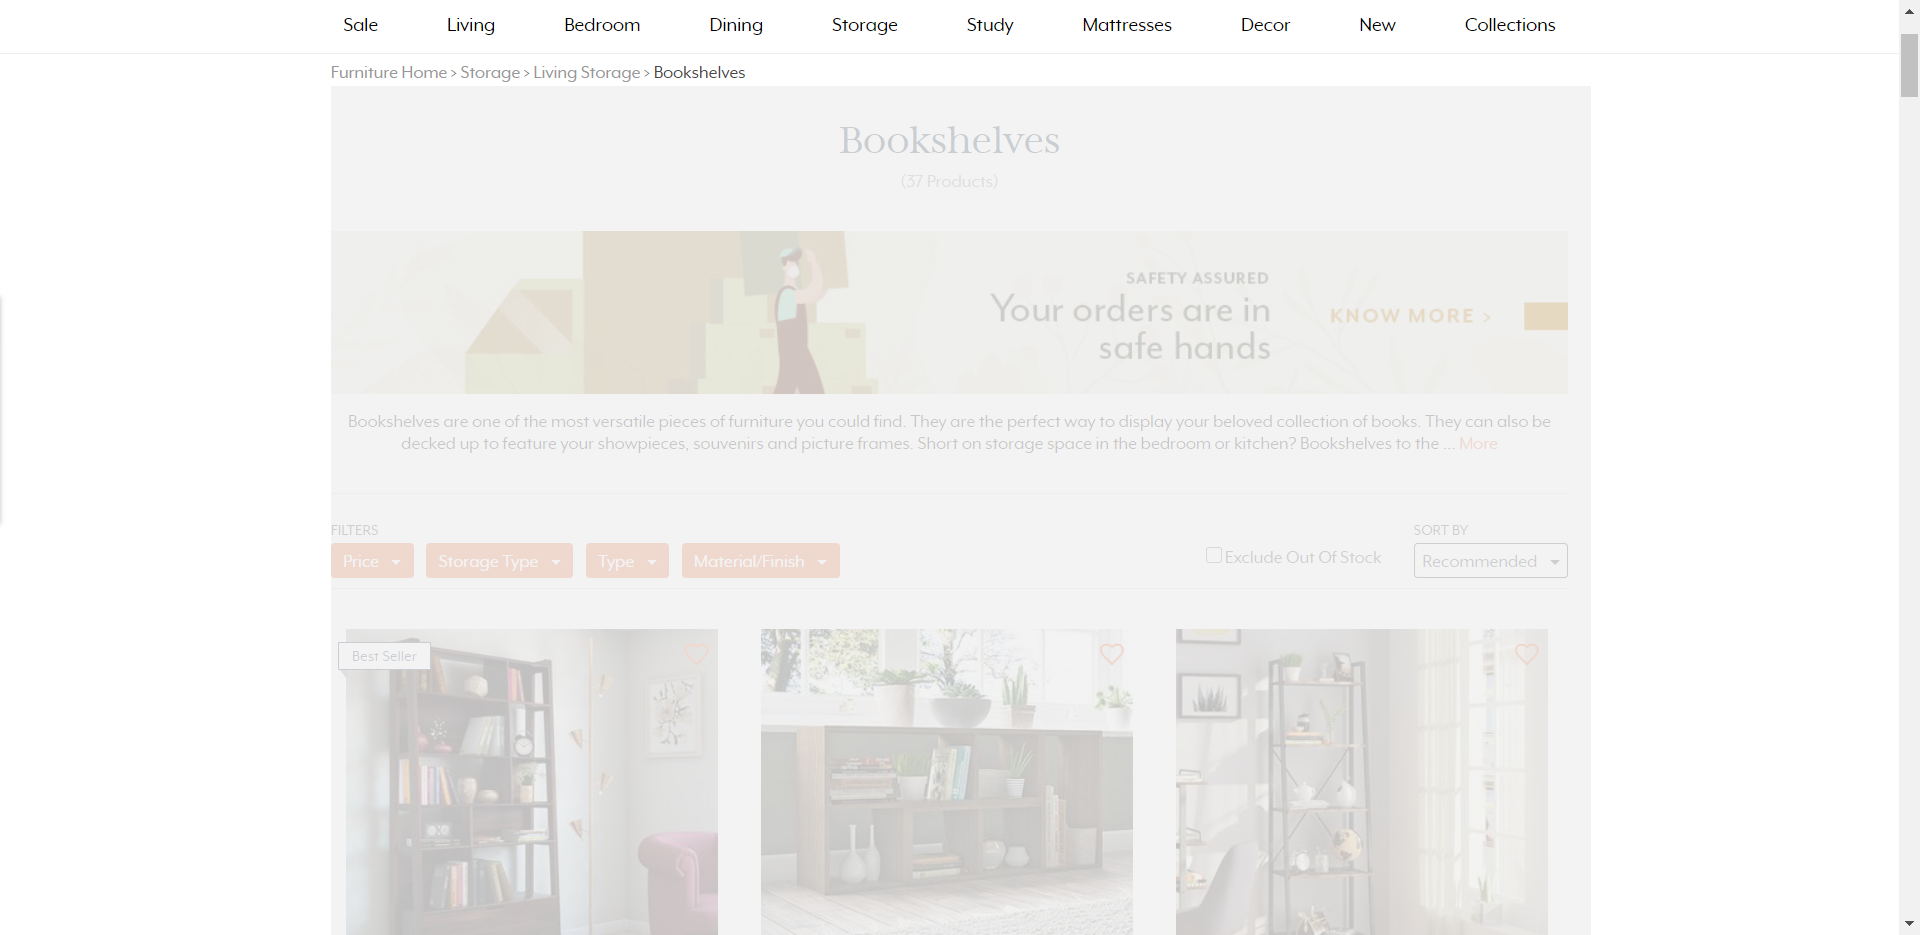 Sale Living Bedroom Dining Storage Study Mattresses Decor New Collections
Furniture Home > Storage > Living Storage > Bookshelves
Bookshelves
(37 Products)
SAFETY ASSURED
Your orders are in
safe hands
KNOW MORE >
Bookshelves are one of the most versatile pieces of furniture you could find. They are the perfect way to display your beloved collection of books. They can also be
decked up to feature your showpieces, souvenirs and picture frames. Short on storage space in the bedroom or kitchen? Bookshelves to the ... More
FILTERS
SORT BY
Price Storage Type Type Material/Finish Exclude Out Of Stock Recommended
Best Seller